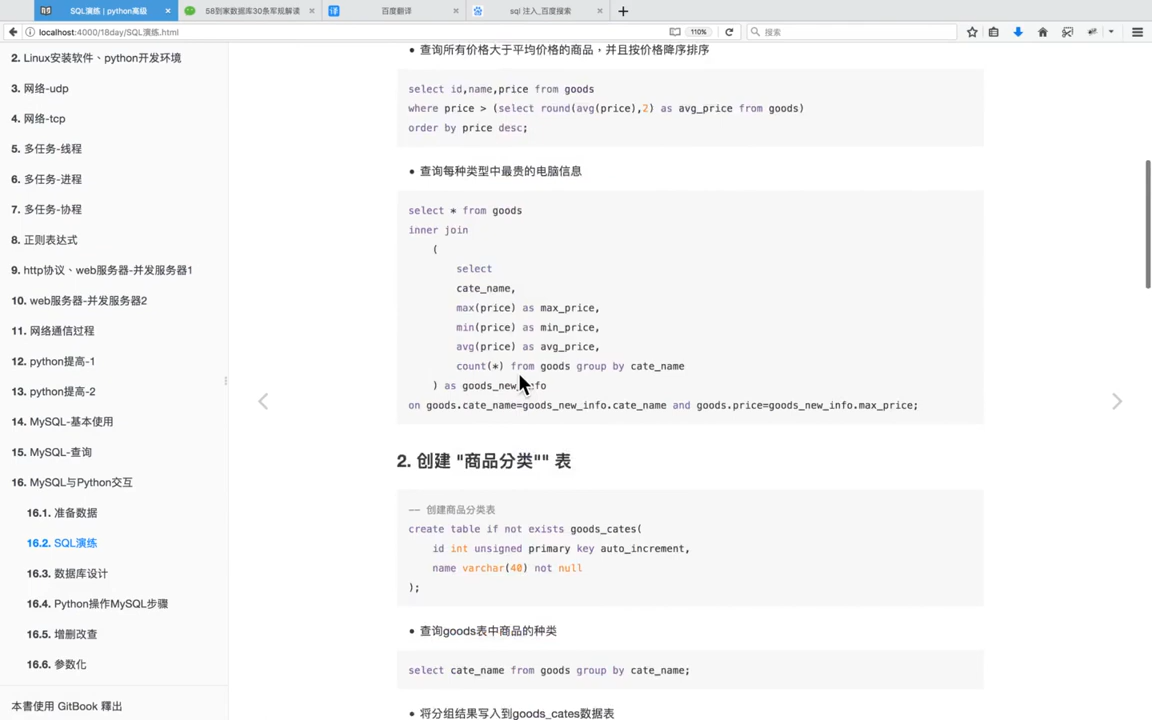 SQL演练 | python高级
58到家数据库30条军规解读
百度翻译
sql 注入_百度搜索
localhost:4000/18day/SQL演练.html
110%
搜索
2. Linux安装软件、python开发环境
3. 网络-udp
4. 网络-tcp
5. 多任务-线程
6. 多任务-进程
7. 多任务-协程
8. 正则表达式
9. http协议、web服务器-并发服务器1
10. web服务器-并发服务器2
11. 网络通信过程
12. python提高-1
13. python提高-2
14. MySQL-基本使用
15. MySQL-查询
16. MySQL与Python交互
16.1. 准备数据
16.2. SQL演练
16.3. 数据库设计
16.4. Python操作MySQL步骤
16.5. 增删改查
16.6. 参数化
本書使用 GitBook 釋出
• 查询所有价格大于平均价格的商品，并且按价格降序排序
select id,name,price from goods
where price > (select round(avg(price),2) as avg_price from goods)
order by price desc;
• 查询每种类型中最贵的电脑信息
select * from goods
inner join
(
select
cate_name,
max(price) as max_price,
min(price) as min_price,
avg(price) as avg_price,
count(*) from goods group by cate_name
) as goods_new_info
on goods.cate_name=goods_new_info.cate_name and goods.price=goods_new_info.max_price;
2. 创建 "商品分类"" 表
-- 创建商品分类表
create table if not exists goods_cates(
id int unsigned primary key auto_increment,
name varchar(40) not null
);
• 查询goods表中商品的种类
select cate_name from goods group by cate_name;
• 将分组结果写入到goods_cates数据表